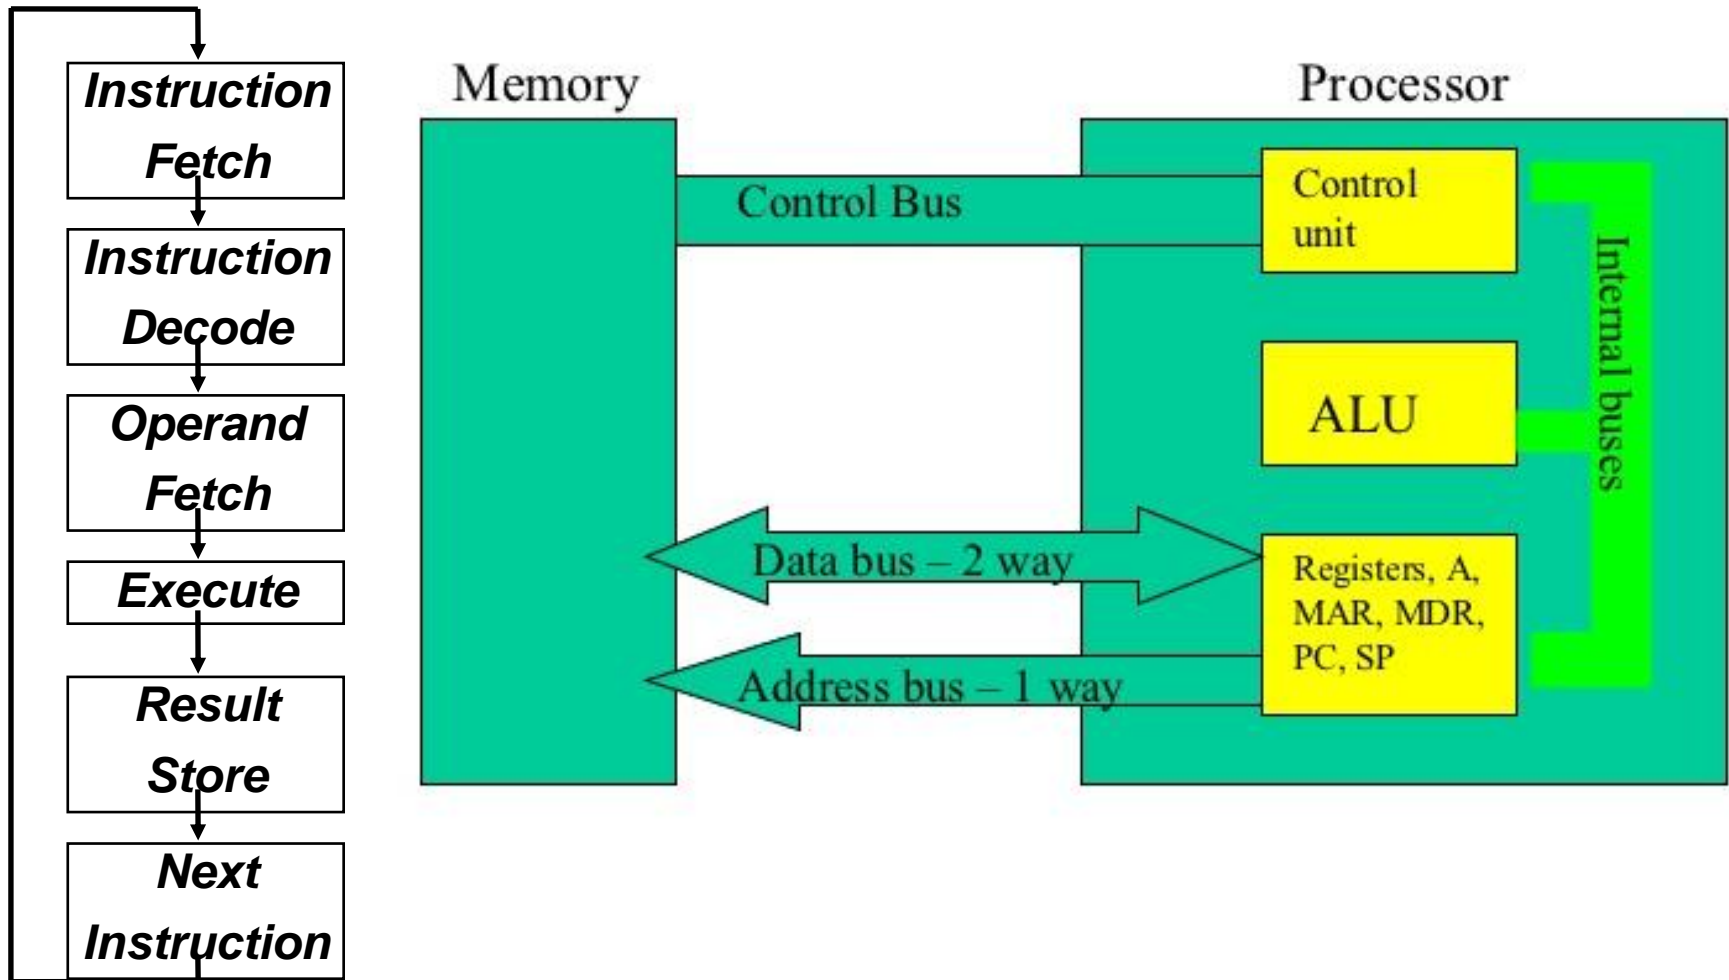 Instruction
Fetch
Instruction
Decode
Operand
Fetch
Execute
Result
Store
Next
Instruction
Memory
Processor
Control Bus
Control
unit
ALU
Internal buses
Data bus – 2 way
Registers, A,
MAR, MDR,
PC, SP
Address bus – 1 way